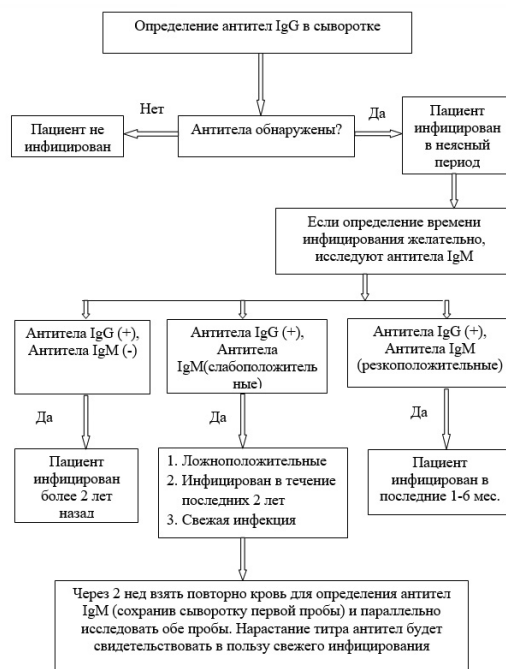 Определение антител IgG в сыворотке
Нет
Да
Пациент не
инфицирован
Антитела обнаружены?
Пациент
инфицирован
в неясный
период
Если определение времени
инфицирования желательно,
исследуют антитела IgM
Антитела IgG (+),
Антитела IgM (-)
Антитела IgG (+),
Антитела
IgM(слабоположитель
ные)
Антитела IgG (+),
Антитела IgM
(резкоположительные)
Да
Да
Да
Пациент
инфицирован
более 2 лет
назад
1. Ложноположительные
2. Инфицирован в течение
последних 2 лет
3. Свежая инфекция
Пациент
инфицирован в
последние 1-6 мес.
Через 2 нед взять повторно кровь для определения антител
IgM (сохранив сыворотку первой пробы) и параллельно
исследовать обе пробы. Нарастание титра антител будет
свидетельствовать в пользу свежего инфицирования